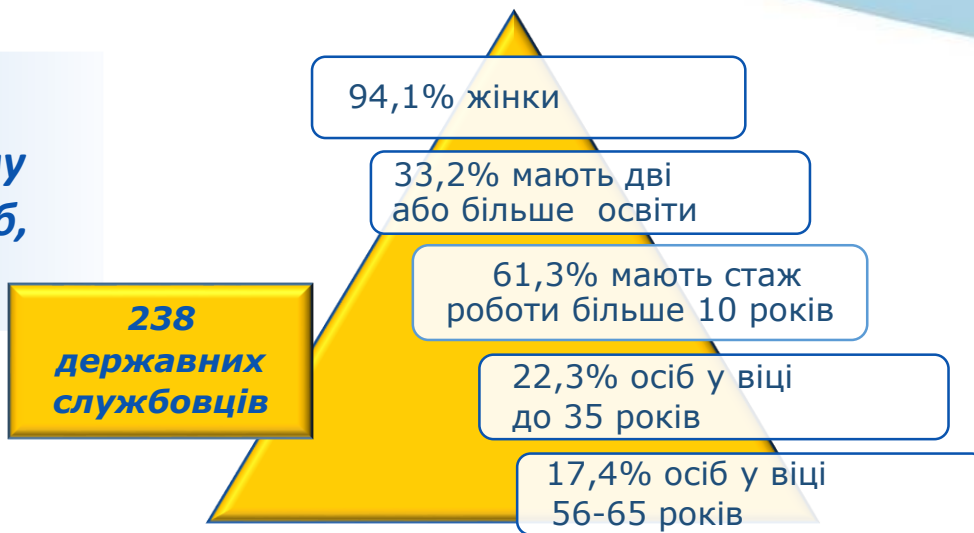 б,
238
державних
службовців
94,1% жінки
33,2% мають дві
або більше освіти
61,3% мають стаж
роботи більше 10 років
22,3% осіб у віці
до 35 років
17,4% осіб у віці
56-65 років